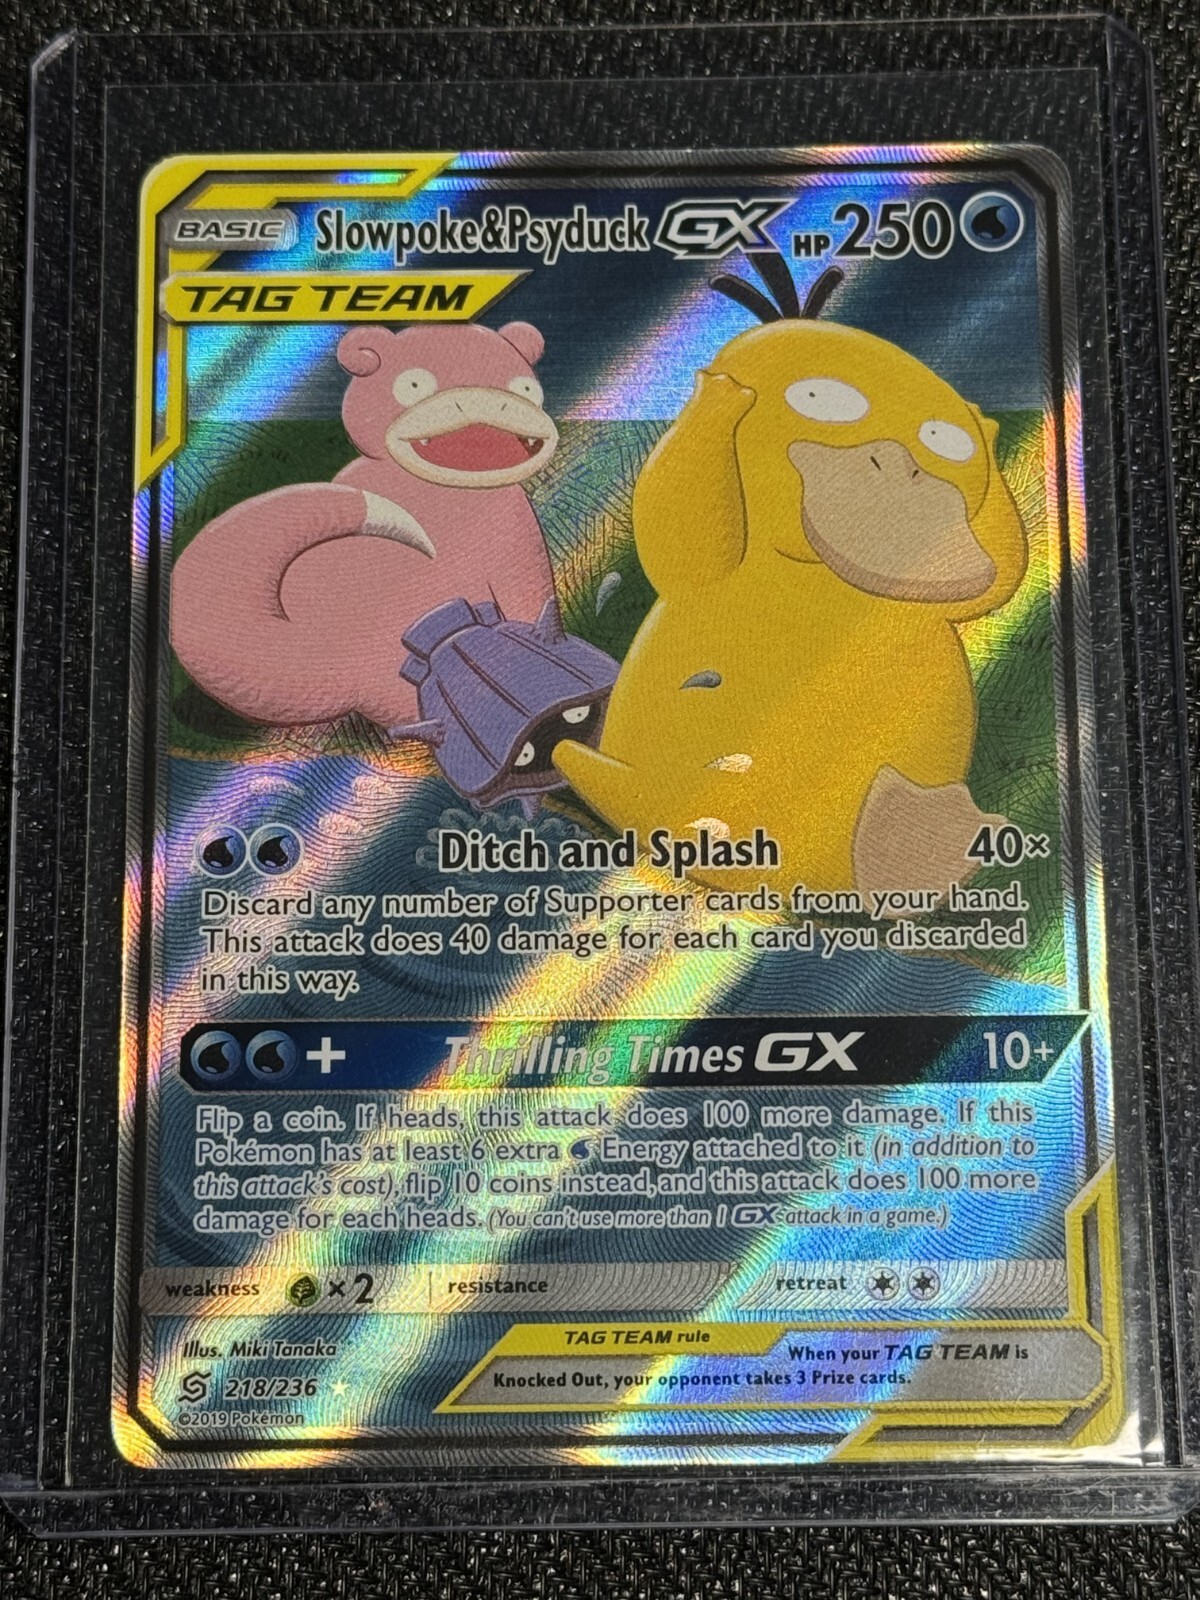 BASIC Slowpoke&Psyduck GX HP 250
TAG TEAM
Ditch and Splash 40×
Discard any number of Supporter cards from your hand.
This attack does 40 damage for each card you discarded
in this way.
+ Thrilling Times GX 10+
Flip a coin. If heads, this attack does 100 more damage. If this
Pokémon has at least 6 extra Energy attached to it (in addition to
this attack's cost), flip 10 coins instead, and this attack does 100 more
damage for each heads. (You can't use more than 1 GX attack in a game.)
weakness ×2 resistance retreat
Illus. Miki Tanaka
218/236
©2019 Pokémon
TAG TEAM rule
When your TAG TEAM is
Knocked Out, your opponent takes 3 Prize cards.